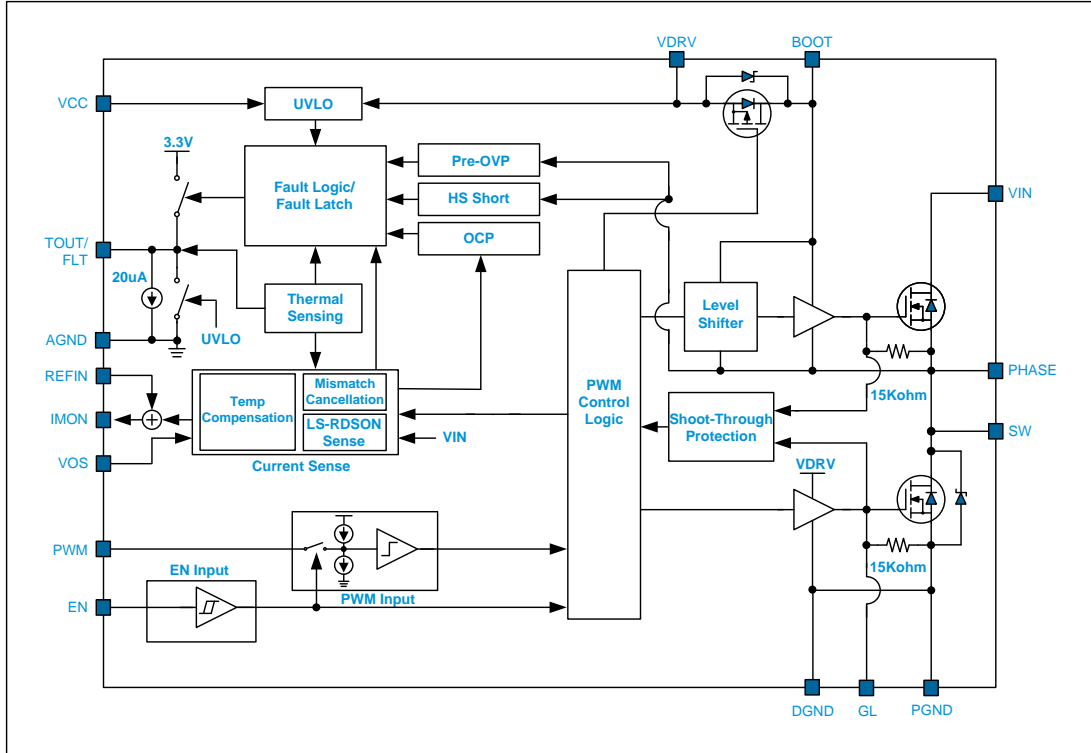 VDRV
BOOT
VCC
UVLO
3.3V
Pre-OVP
Fault Logic/
Fault Latch
HS Short
VIN
OCP
TOUT/
FLT
20uA
Thermal
Sensing
Level
Shifter
UVLO
AGND
REFIN
PHASE
Mismatch
Cancellation
Temp
Compensation
PWM
Control
Logic
15Kohm
IMON
LS-RDSON
Sense
VIN
Shoot-Through
Protection
SW
VOS
Current Sense
VDRV
PWM
EN Input
15Kohm
PWM Input
EN
DGND
GL
PGND